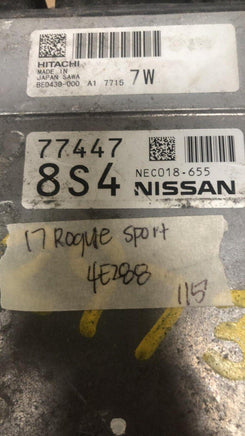 HITACHI
MADE IN
JAPAN SAWA
BED439-000 A1 7715 7W
77447
8S4 NEC018-655
NISSAN
17 Rogue Sport
4E288
115